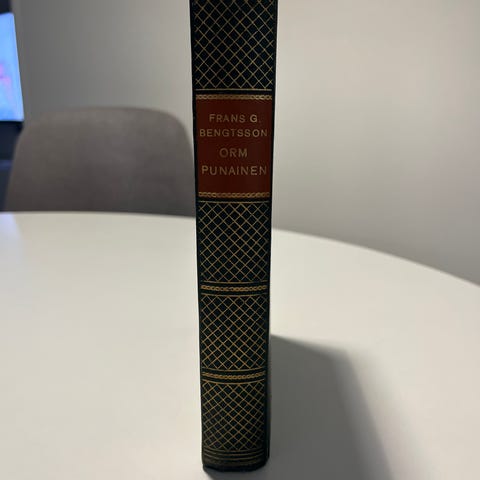 FRANS G.
BENGTSSON
ORM
PUNAINEN